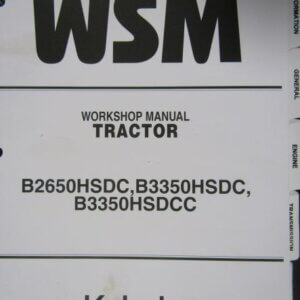 WSM
WORKSHOP MANUAL
TRACTOR
B2650HSDC,B3350HSDC,
B3350HSDCC
GENERAL
ENGINE
TRANSMISSION